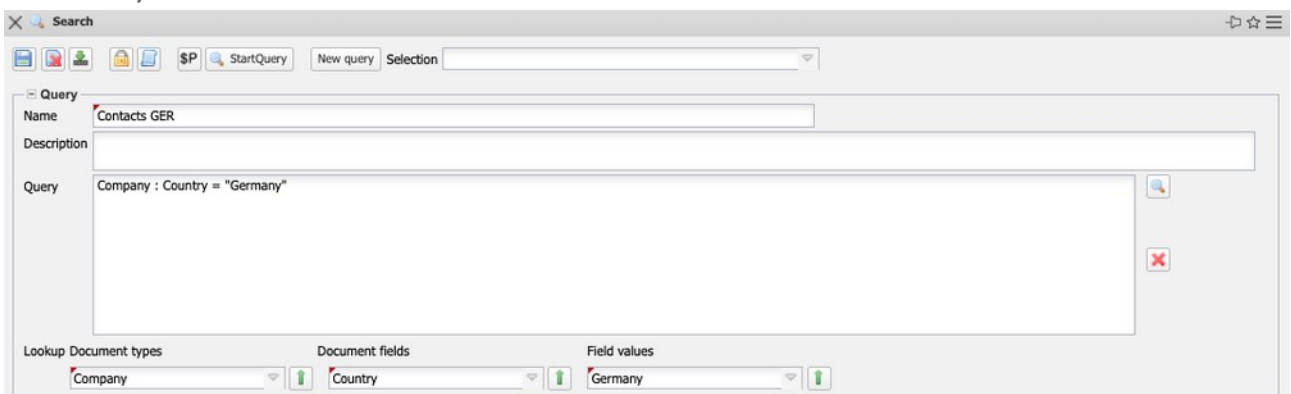 Search
$P StartQuery New query Selection
Query
Name Contacts GER
Description
Query Company : Country = "Germany"
Lookup Document types Document fields Field values
Company Country Germany